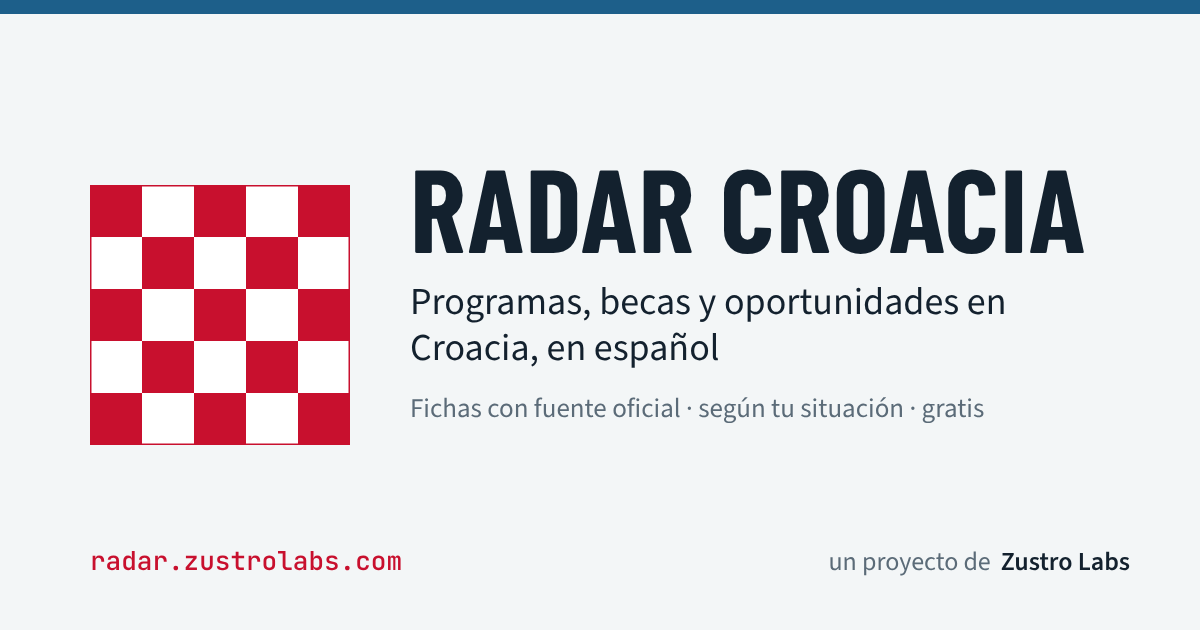 RADAR CROACIA
Programas, becas y oportunidades en
Croacia, en español
Fichas con fuente oficial · según tu situación · gratis
radar.zustrolabs.com
un proyecto de Zustro Labs